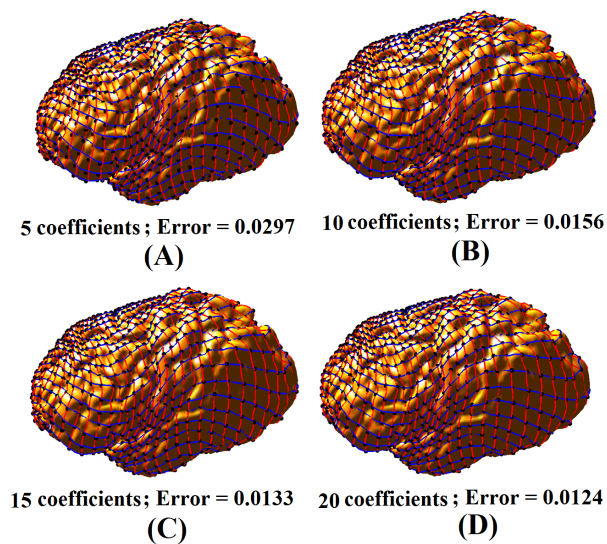 5 coefficients ; Error = 0.0297
(A)
10 coefficients; Error = 0.0156
(B)
15 coefficients; Error = 0.0133
(C)
20 coefficients ; Error = 0.0124
(D)